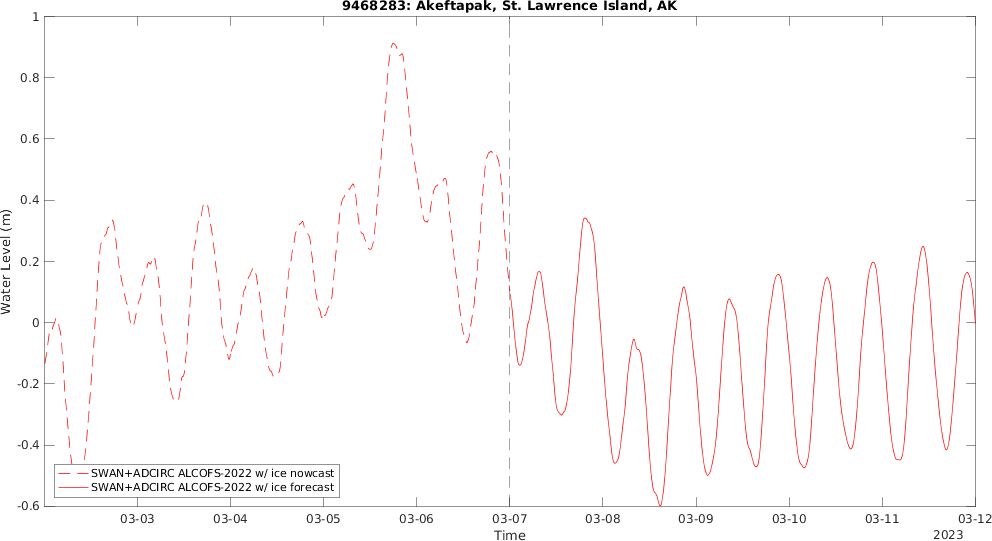 9468283: Akeftapak, St. Lawrence Island, AK
1
0.8
0.6
0.4
0.2
0
-0.2
-0.4
-0.6
Water Level (m)
SWAN+ADCIRC ALCOFS-2022 w/ ice nowcast
SWAN+ADCIRC ALCOFS-2022 w/ ice forecast
03-03 03-04 03-05 03-06 03-07 03-08 03-09 03-10 03-11 03-12
Time
2023